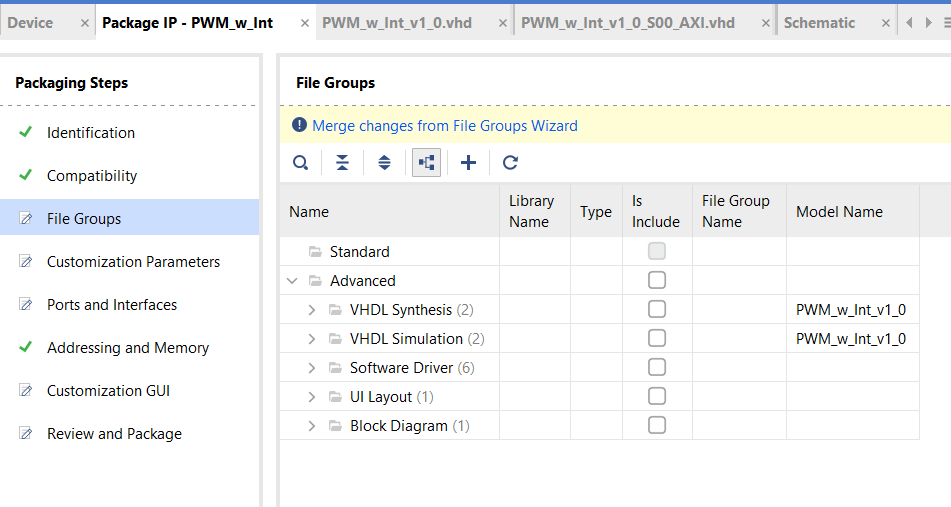 Device
Package IP - PWM_w_Int
PWM_w_Int_v1_0.vhd
PWM_w_Int_v1_0_S00_AXI.vhd
Schematic
Packaging Steps
Identification
Compatibility
File Groups
Customization Parameters
Ports and Interfaces
Addressing and Memory
Customization GUI
Review and Package
File Groups
Merge changes from File Groups Wizard
Name
Library
Name
Type
Is
Include
File Group
Name
Model Name
Standard
Advanced
VHDL Synthesis (2)
PWM_w_Int_v1_0
VHDL Simulation (2)
PWM_w_Int_v1_0
Software Driver (6)
UI Layout (1)
Block Diagram (1)